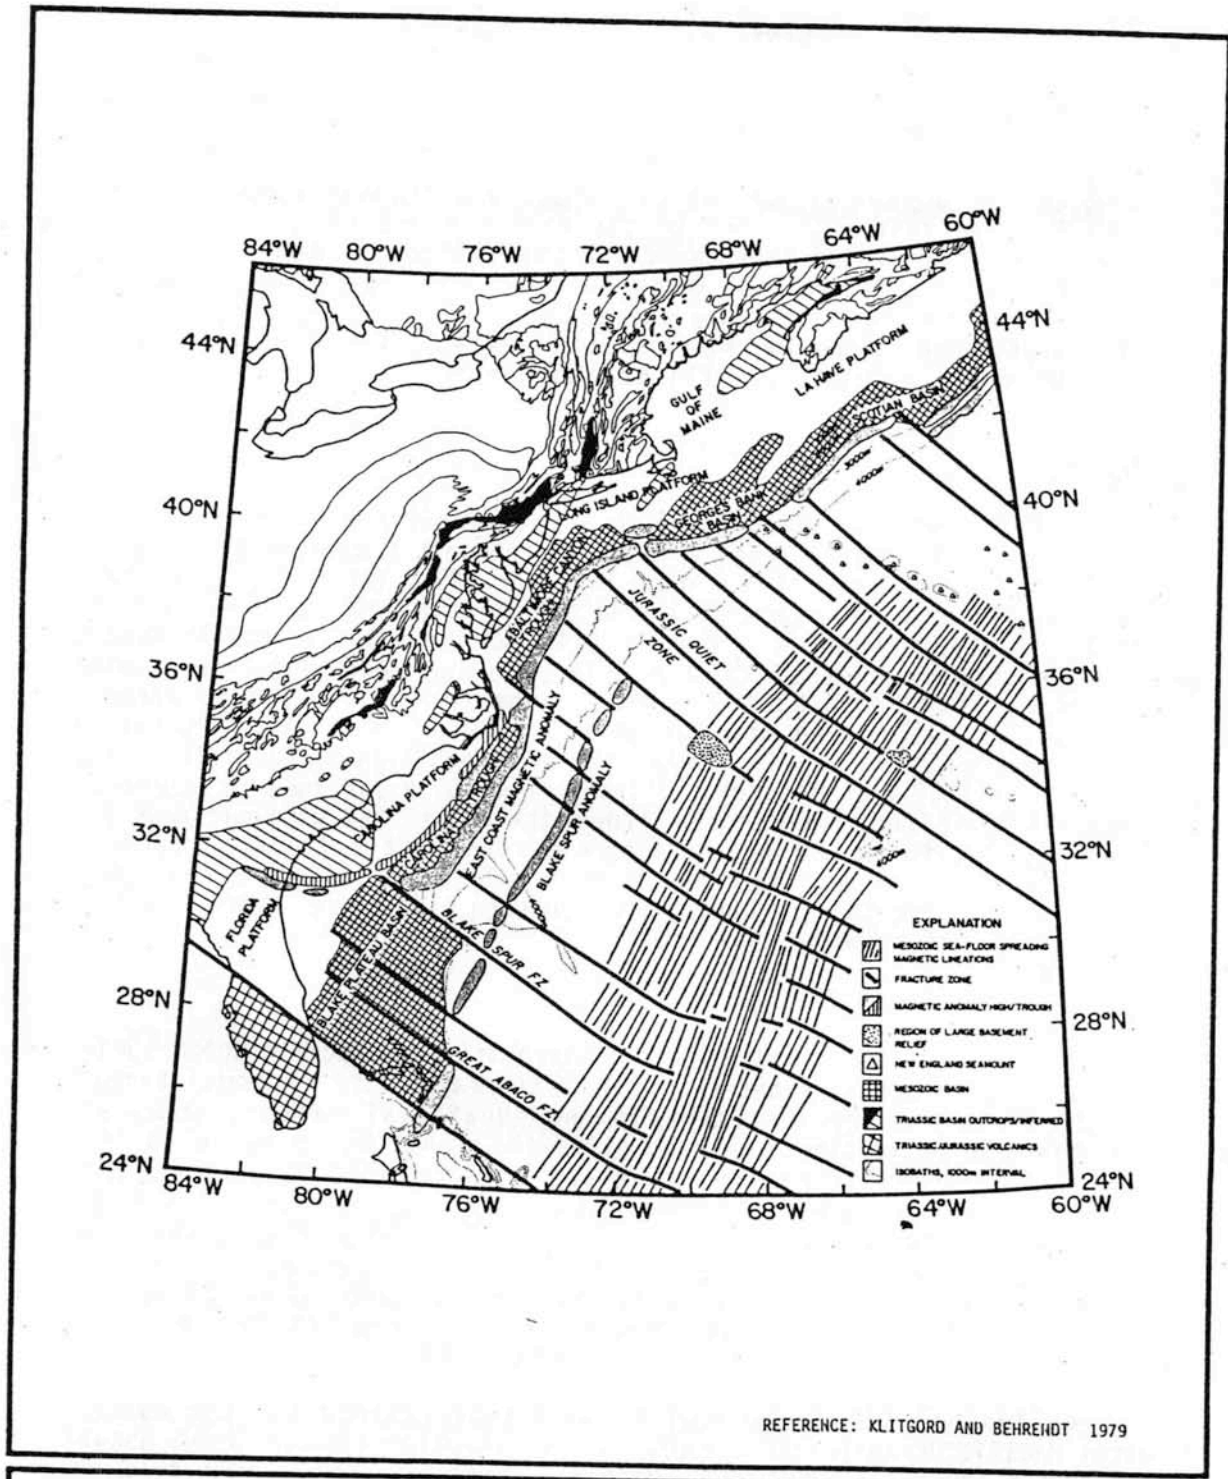 84°W
80°W
76°W
72°W
68°W
64°W
60°W
44°N
44°N
LA HAVE PLATFORM
GULF
OF
MAINE
SCOTIAN BASIN
3000m
4000m
40°N
40°N
LONG ISLAND PLATFORM
GEORGES BANK
BASIN
BALTIMORE CANYON
TROUGH
JURASSIC QUIET
ZONE
36°N
36°N
EAST COAST MAGNETIC ANOMALY
BLAKE SPUR ANOMALY
CAROLINA PLATFORM
CAROLINA TROUGH
32°N
32°N
4000m
4000m
FLORIDA
PLATFORM
BLAKE PLATEAU BASIN
BLAKE SPUR FZ
28°N
28°N
GREAT ABACO FZ
EXPLANATION
MESOZOIC SEA-FLOOR SPREADING
MAGNETIC LINEATIONS
FRACTURE ZONE
MAGNETIC ANOMALY HIGH/TROUGH
REGION OF LARGE BASEMENT
RELIEF
NEW ENGLAND SEAMOUNT
MESOZOIC BASIN
TRIASSIC BASIN OUTCROPS/INFERRED
TRIASSIC/JURASSIC VOLCANICS
ISOBATHS, 1000m INTERVAL
24°N
24°N
84°W
80°W
76°W
72°W
68°W
64°W
60°W
REFERENCE: KLITGORD AND BEHRENDT 1979